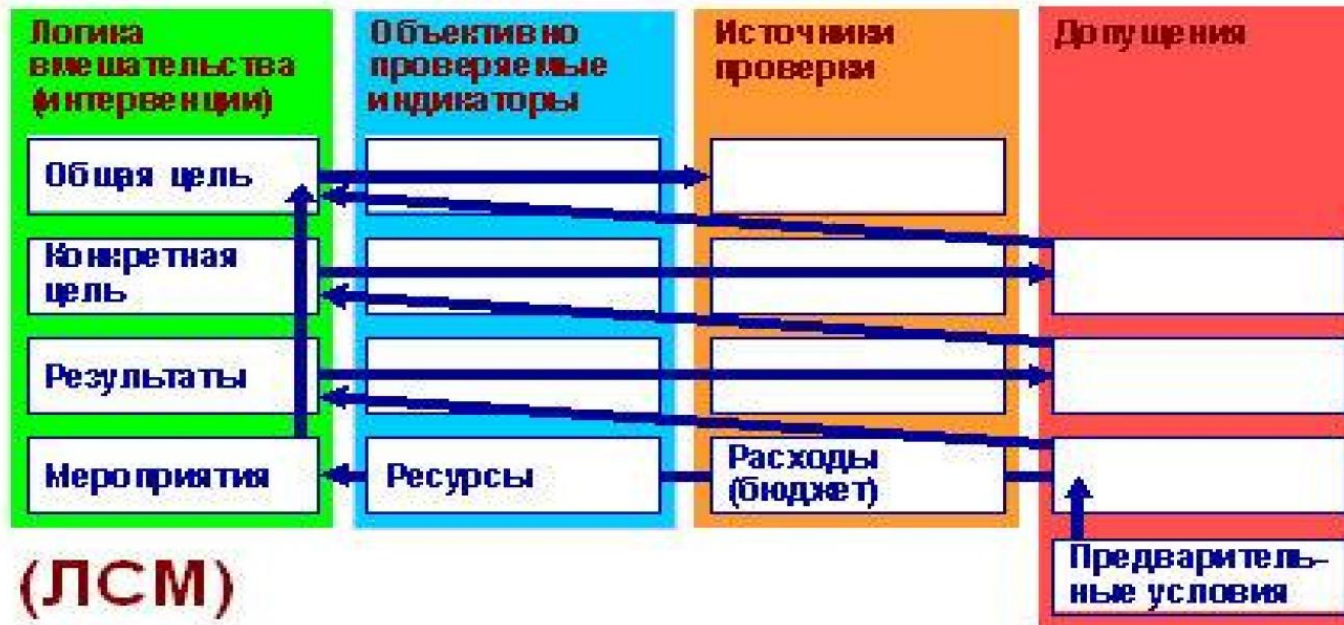 Логика
вмешательства
(интервенции)
Объективно
проверяемые
индикаторы
Источники
проверки
Допущения
Общая цель
Конкретная
цель
Результаты
Мероприятия
Ресурсы
Расходы
(бюджет)
Предваритель-
ные условия
(ЛСМ)